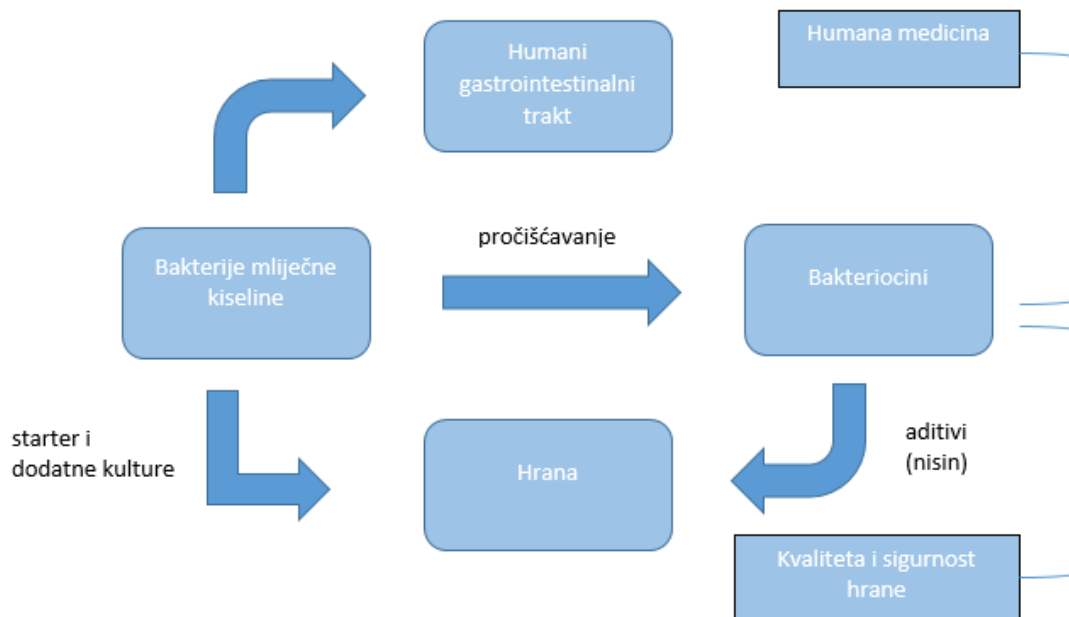 Humani
gastrointestinalni
trakt
Humana medicina
Bakterije mliječne
kiseline
pročišćavanje
Bakteriocini
starter i
dodatne kulture
Hrana
aditivi
(nisin)
Kvaliteta i sigurnost
hrane